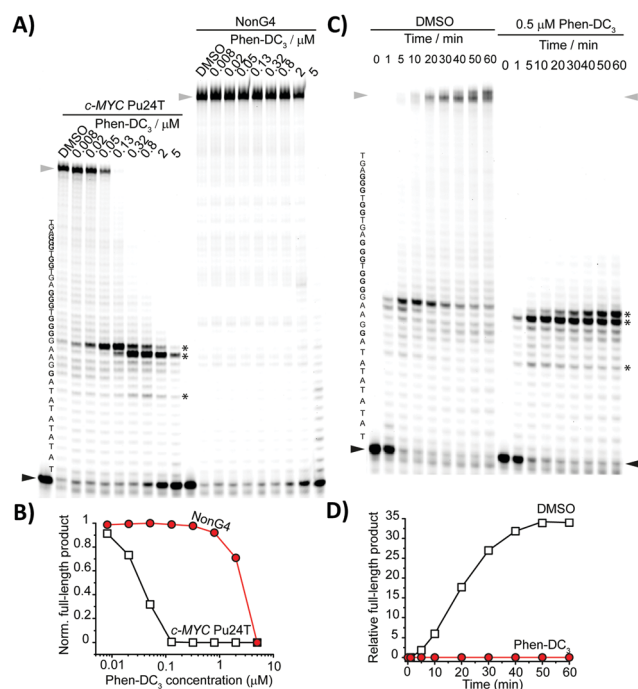 A)
NonG4
Phen-DC₃ / μM
DMSO
0.008
0.02
0.05
0.13
0.32
0.8
2
5
c-MYC Pu24T
Phen-DC₃ / μM
DMSO
0.008
0.02
0.05
0.13
0.32
0.8
2
5
*
*
*
B)
Norm. full-length product
1
0.8
0.6
0.4
0.2
0
NonG4
c-MYC Pu24T
0.01
0.1
1
10
Phen-DC₃ concentration (μM)
C)
DMSO
Time / min
0 1 5 10 20 30 40 50 60
0.5 μM Phen-DC₃
Time / min
0 1 5 10 20 30 40 50 60
*
*
*
D)
Relative full-length product
35
30
25
20
15
10
5
0
DMSO
Phen-DC₃
0 10 20 30 40 50 60
Time (min)